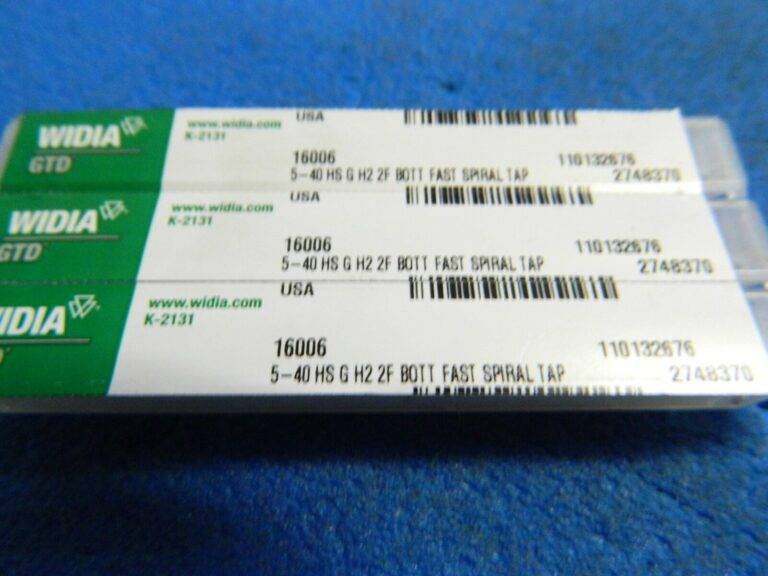 WIDIA
GTD
www.widia.com
K-2131
USA
16006 110132676
5-40 HS G H2 2F BOTT FAST SPIRAL TAP 2748370
WIDIA
GTD
www.widia.com
K-2131
USA
16006 110132676
5-40 HS G H2 2F BOTT FAST SPIRAL TAP 2748370
IDIA
www.widia.com
K-2131
USA
16006 110132676
5-40 HS G H2 2F BOTT FAST SPIRAL TAP 2748370